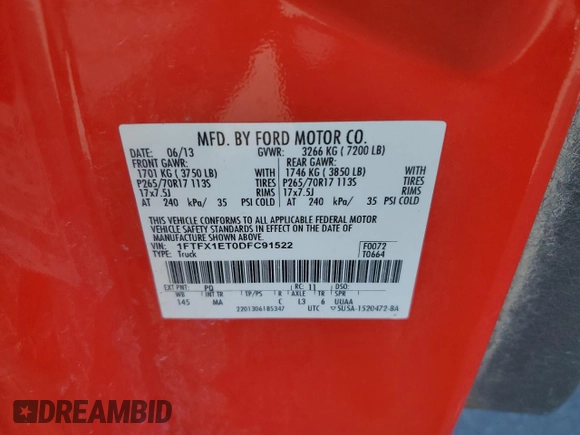 MFD. BY FORD MOTOR CO.
DATE: 06/13 GVWR: 3266 KG ( 7200 LB)
FRONT GAWR: REAR GAWR:
1701 KG ( 3750 LB) WITH 1746 KG ( 3850 LB) WITH
P265/70R17 113S TIRES P265/70R17 113S TIRES
17x7.5J RIMS 17x7.5J RIMS
AT 240 kPa/ 35 PSI COLD AT 240 kPa/ 35 PSI COLD
THIS VEHICLE CONFORMS TO ALL APPLICABLE FEDERAL MOTOR
VEHICLE SAFETY STANDARDS IN EFFECT ON THE DATE OF
MANUFACTURE SHOWN ABOVE.
VIN: 1FTFX1ET0DFC91522 F0072
TYPE: Truck T0664
EXT PNT: PQ RC: 11 DSO:
WB INT TR TP/PS R AXLE TR SPR
145 MA C L3 6 UUAA
2201306185347 UTC 5USA-1520472-BA
DREAMBID